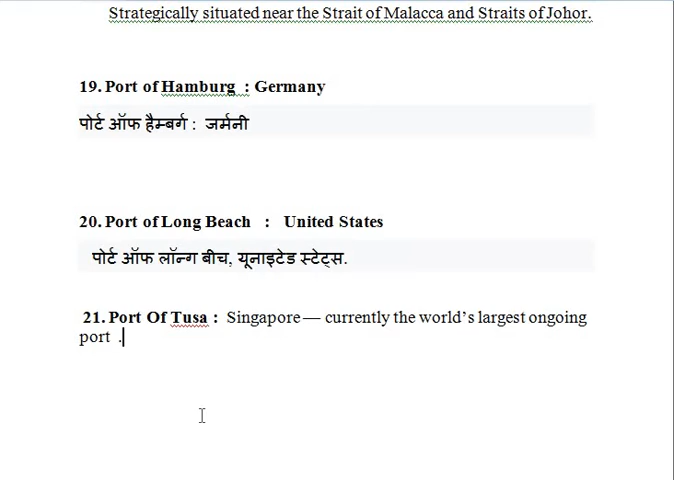 Strategically situated near the Strait of Malacca and Straits of Johor.
19. Port of Hamburg : Germany
पोर्ट ऑफ हैम्बर्ग : जर्मनी
20. Port of Long Beach : United States
पोर्ट ऑफ लॉन्ग बीच, यूनाइटेड स्टेट्स.
21. Port Of Tusa : Singapore— currently the world's largest ongoing
port .